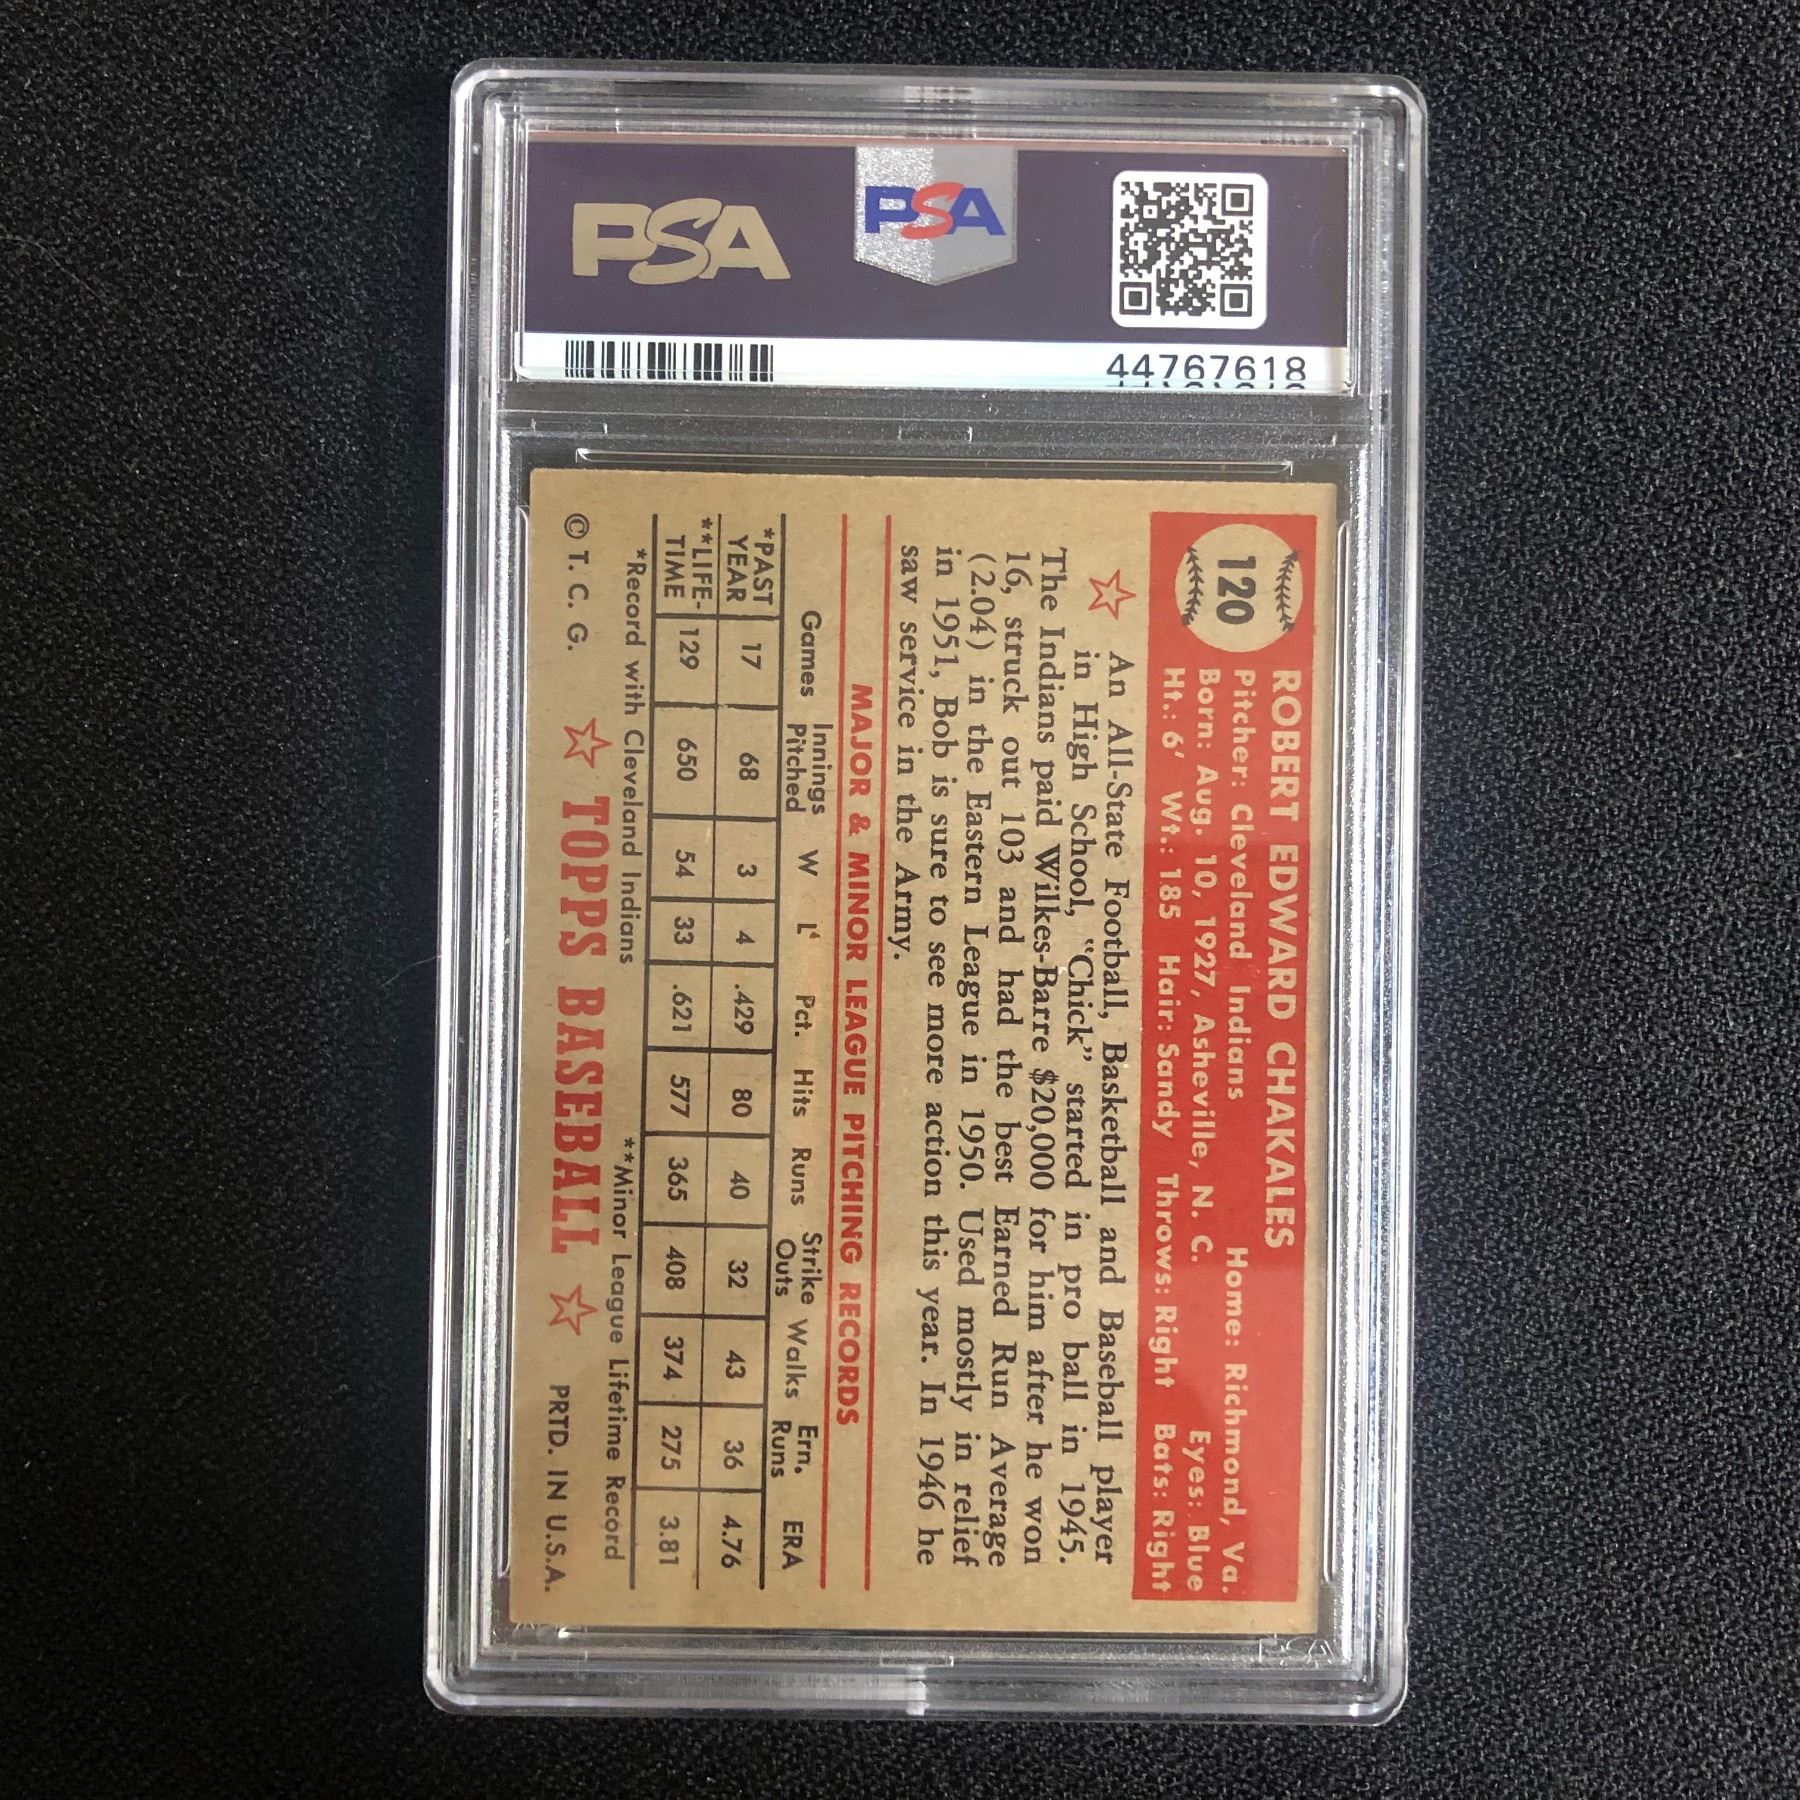 PSA
PSA
44767618
120
ROBERT EDWARD CHAKALES
Pitcher: Cleveland Indians Home: Richmond, Va.
Born: Aug. 10, 1927, Asheville, N. C. Eyes: Blue
Ht.: 6' Wt.: 185 Hair: Sandy Throws: Right Bats: Right
An All-State Football, Basketball and Baseball player
in High School, "Chick" started in pro ball in 1945.
The Indians paid Wilkes-Barre $20,000 for him after he won
16, struck out 103 and had the best Earned Run Average
(2.04) in the Eastern League in 1950. Used mostly in relief
in 1951, Bob is sure to see more action this year. In 1946 he
saw service in the Army.
MAJOR & MINOR LEAGUE PITCHING RECORDS
Games Innings Pitched W L Pct. Hits Runs Strike Outs Walks Ern. Runs ERA
*PAST YEAR 17 68 3 4 .429 80 40 32 43 36 4.76
**LIFE-TIME 129 650 54 33 .621 577 365 408 374 275 3.81
*Record with Cleveland Indians **Minor League Lifetime Record
© T. C. G. TOPPS BASEBALL PRTD. IN U.S.A.
PSA